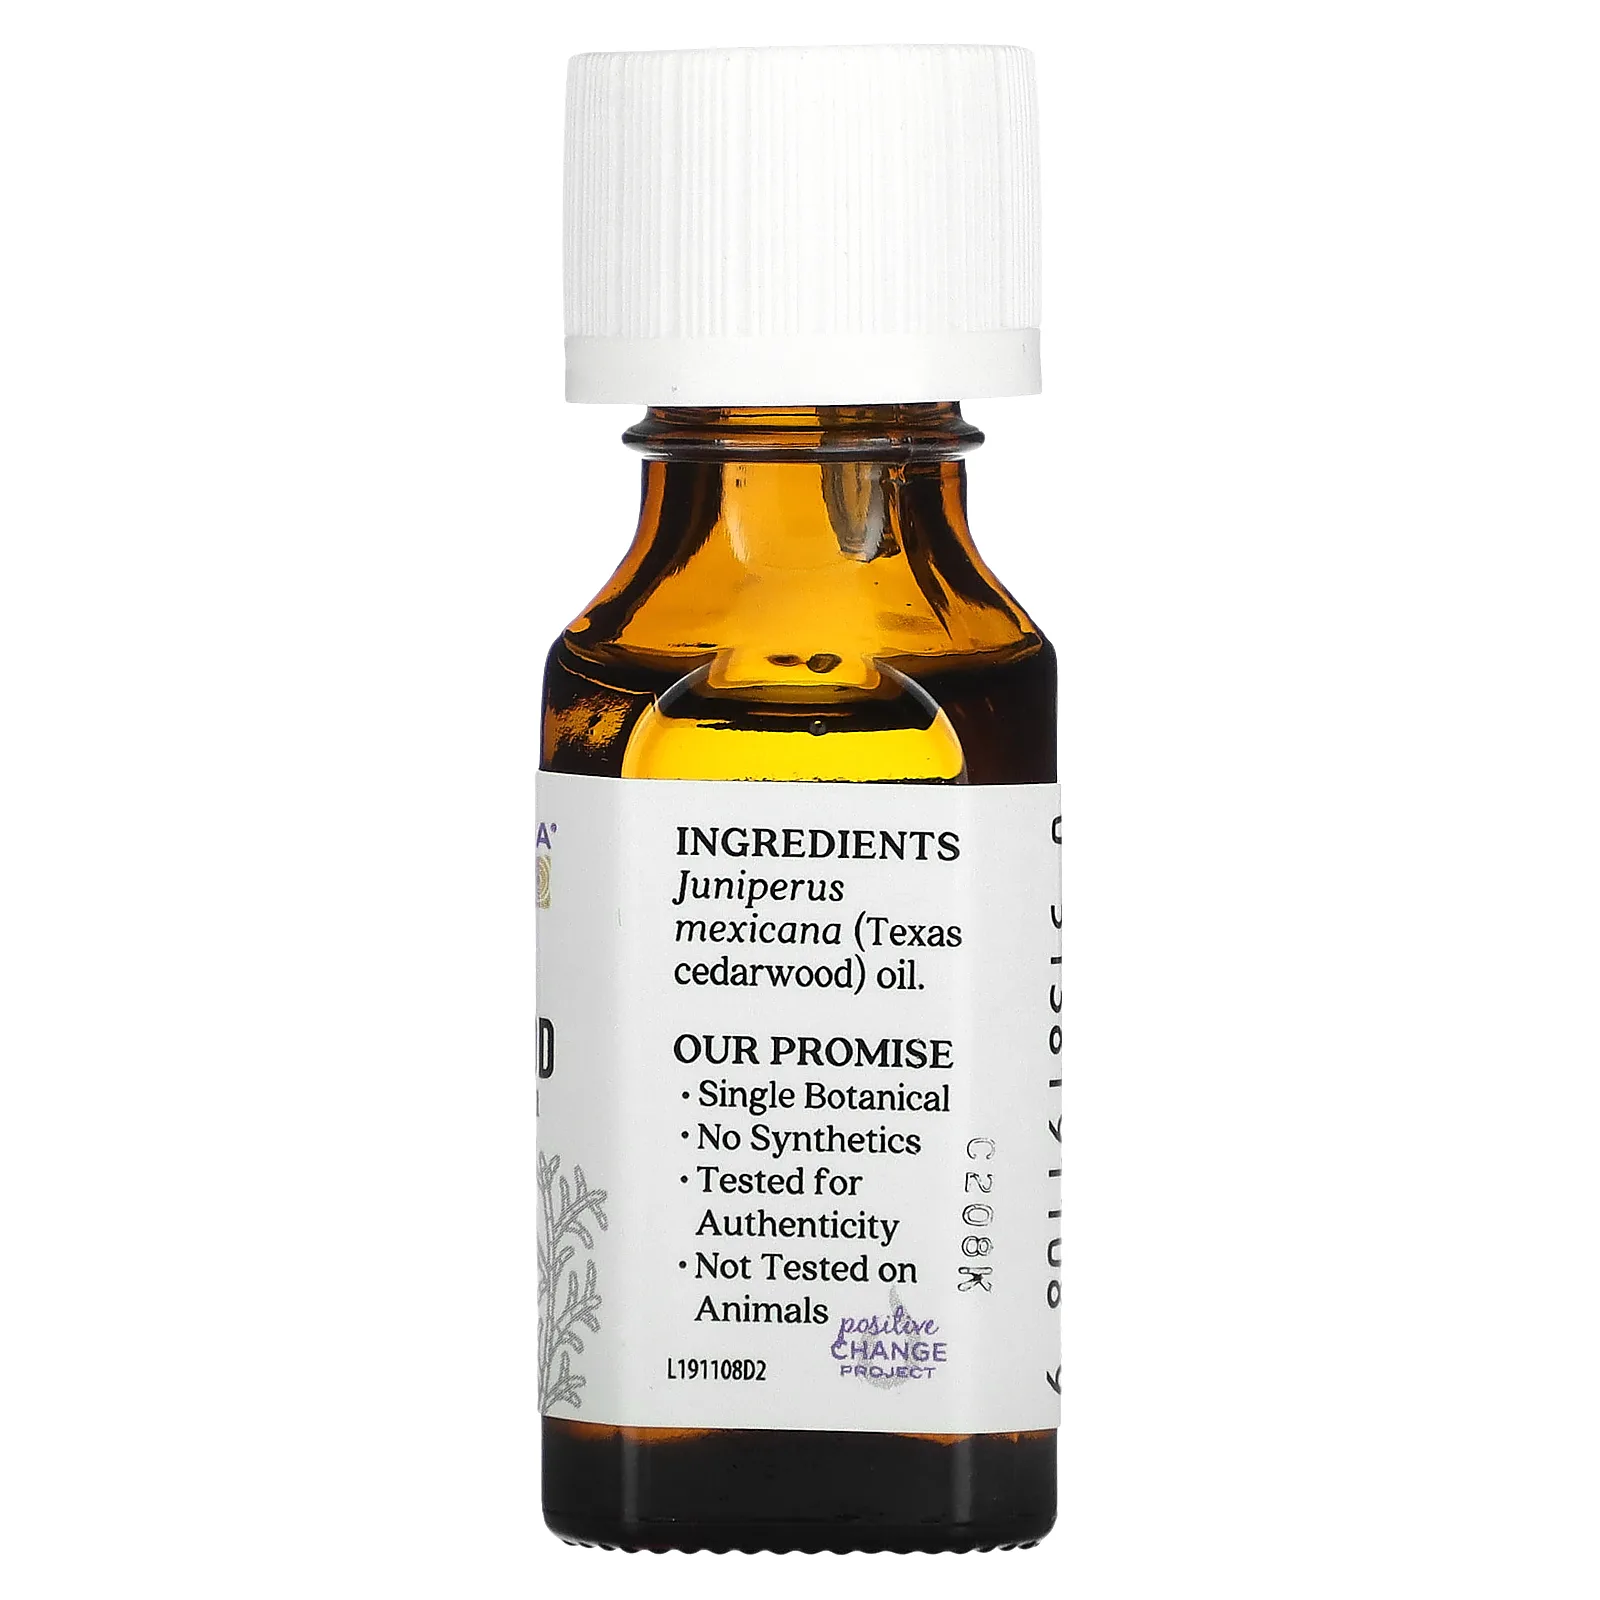 A®
INGREDIENTS
Juniperus
mexicana (Texas
cedarwood) oil.
OUR PROMISE
• Single Botanical
• No Synthetics
• Tested for
Authenticity
• Not Tested on
Animals
positive
CHANGE
PROJECT
L191108D2
C208K